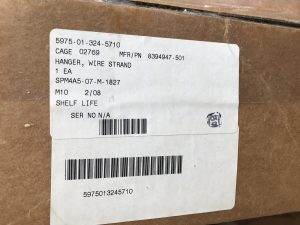 5975-01-324-5710
CAGE 02769 MFR/PN 8394947-501
HANGER, WIRE STRAND
1 EA
SPM4A5-07-M-1827
M10 2/08
SHELF LIFE
SER NO N/A
5975013245710